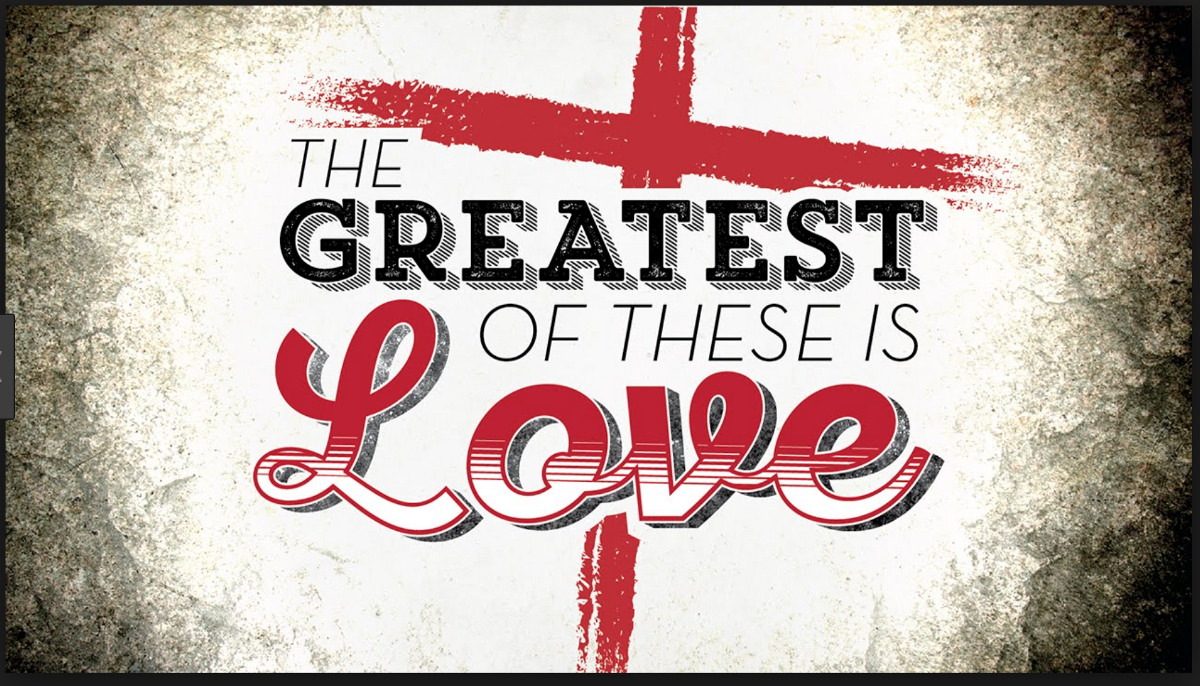 THE
GREATEST
OF THESE IS
Love